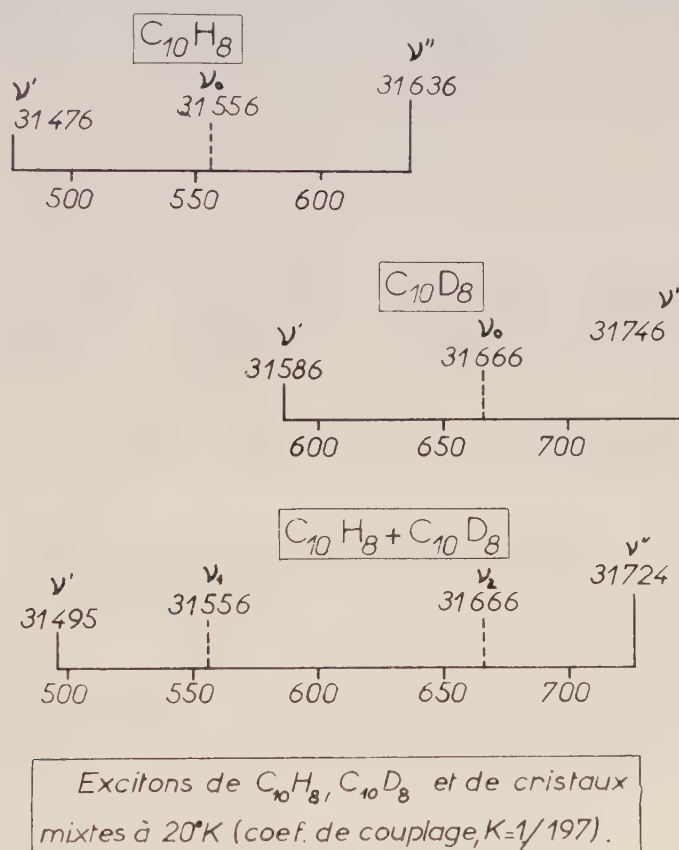 C₁₀H₈
ν' ν₀ ν"
31476 31556 31636
500 550 600
C₁₀D₈
ν' ν₀ ν"
31586 31666 31746
600 650 700
C₁₀H₈ + C₁₀D₈
ν' ν₁ ν₂ ν"
31495 31556 31666 31724
500 550 600 650 700
Excitons de C₁₀H₈, C₁₀D₈ et de cristaux
mixtes à 20°K (coef. de couplage, K=1/197).